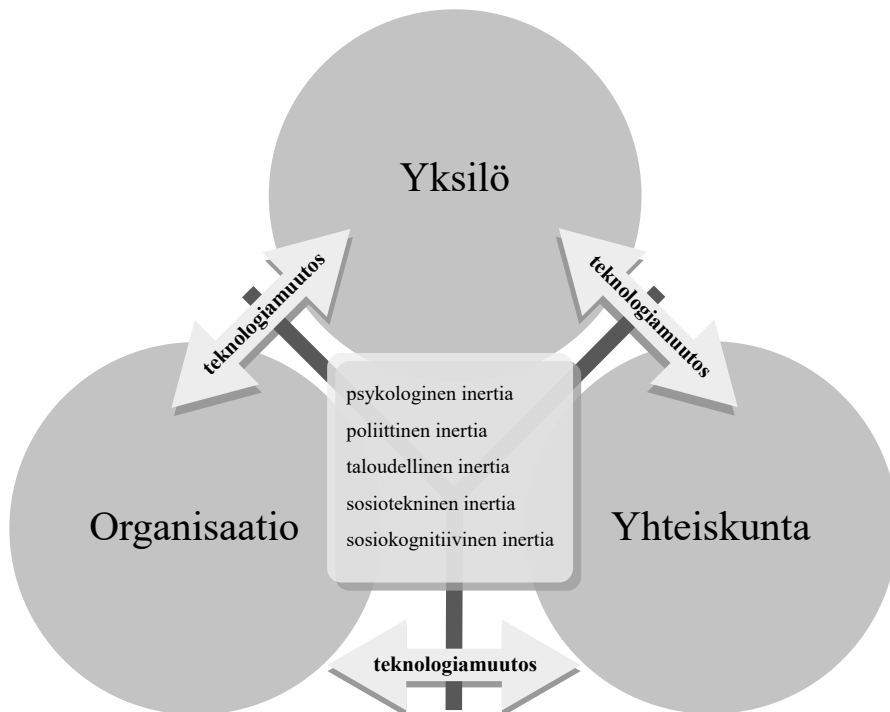 Yksilö
teknologiamuutos
teknologiamuutos
psykologinen inertia
poliittinen inertia
taloudellinen inertia
sosiotekninen inertia
sosiokognitiivinen inertia
Organisaatio
Yhteiskunta
teknologiamuutos